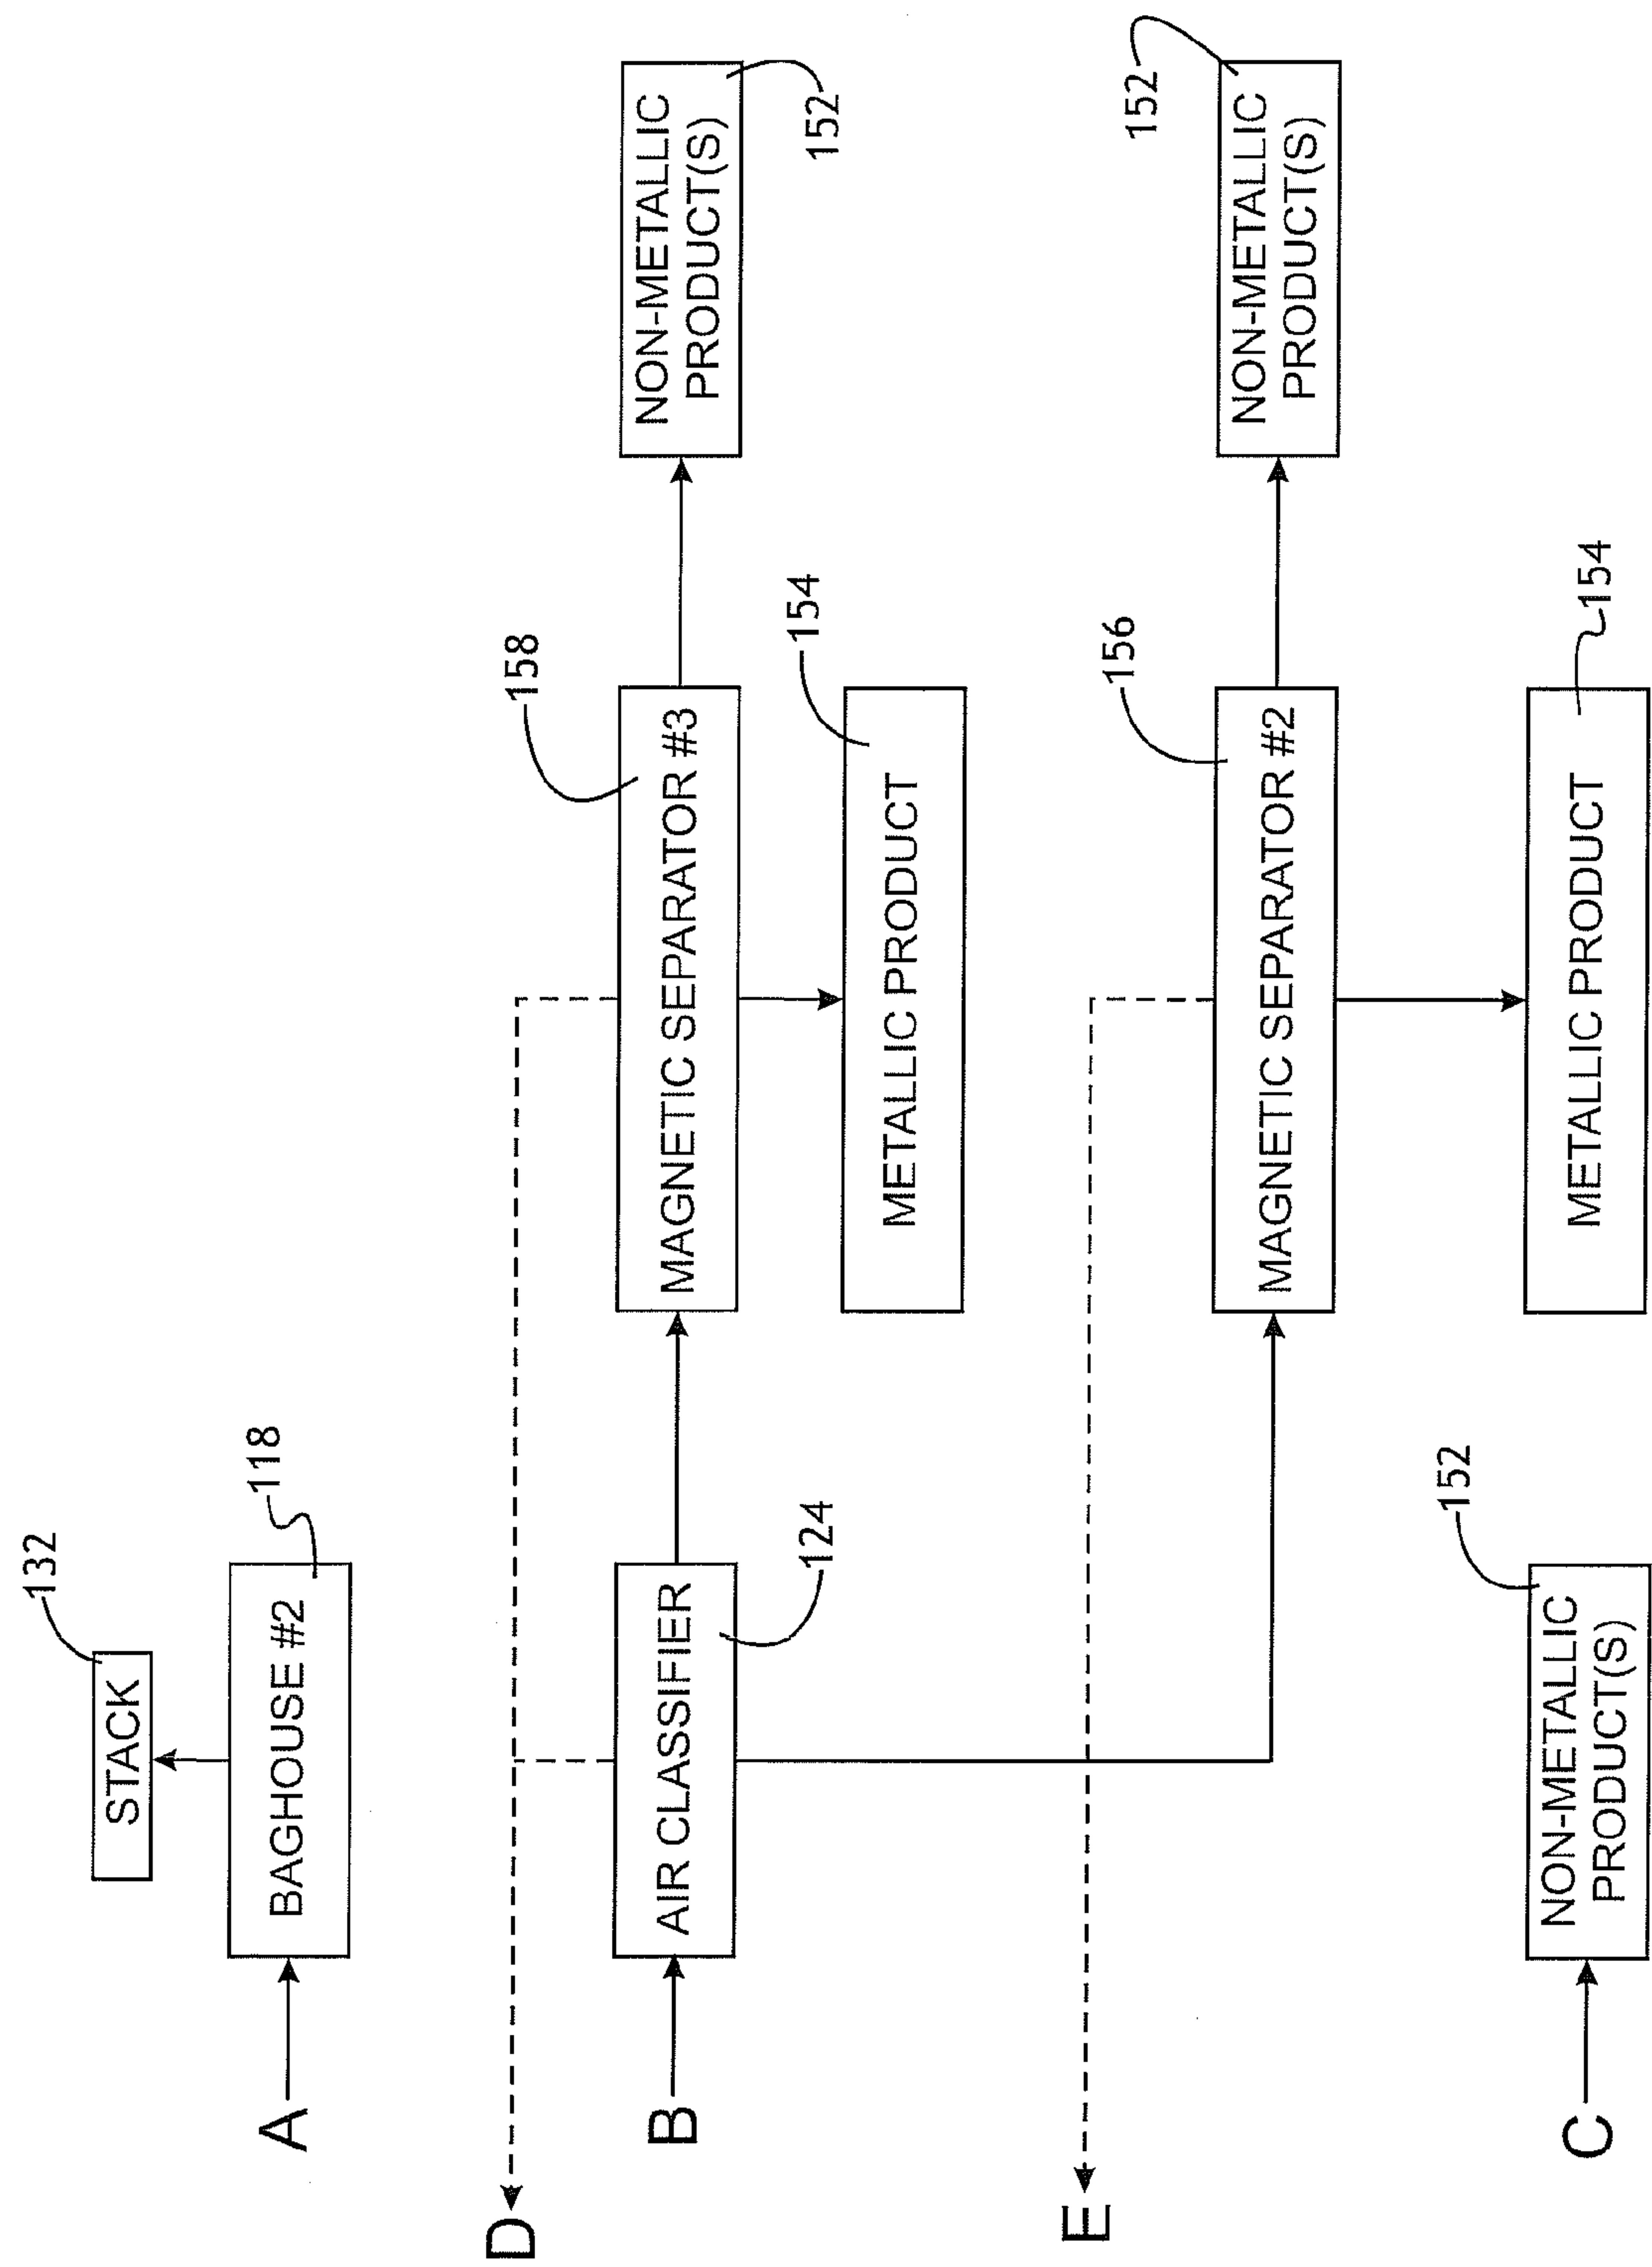 132
STACK
BAGHOUSE #2
118
A
D
158
152
B
AIR CLASSIFIER
124
MAGNETIC SEPARATOR #3
NON-METALLIC
PRODUCT(S)
154
METALLIC PRODUCT
E
156
152
MAGNETIC SEPARATOR #2
NON-METALLIC
PRODUCT(S)
152
154
C
NON-METALLIC
PRODUCT(S)
METALLIC PRODUCT